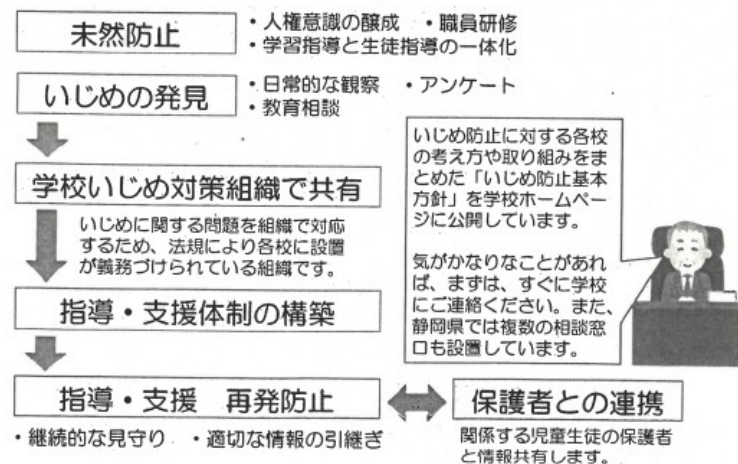 未然防止
・人権意識の醸成 ・職員研修
・学習指導と生徒指導の一体化
いじめの発見
・日常的な観察 ・アンケート
・教育相談
学校いじめ対策組織で共有
いじめに関する問題を組織で対応
するため、法規により各校に設置
が義務づけられている組織です。
いじめ防止に対する各校
の考え方や取り組みをま
とめた「いじめ防止基本
方針」を学校ホームペー
ジに公開しています。
気がかなりなことがあれ
ば、まずは、すぐに学校
にご連絡ください。また、
静岡県では複数の相談窓
口も設置しています。
指導・支援体制の構築
指導・支援 再発防止
・継続的な見守り ・適切な情報の引継ぎ
保護者との連携
関係する児童生徒の保護者
と情報共有します。